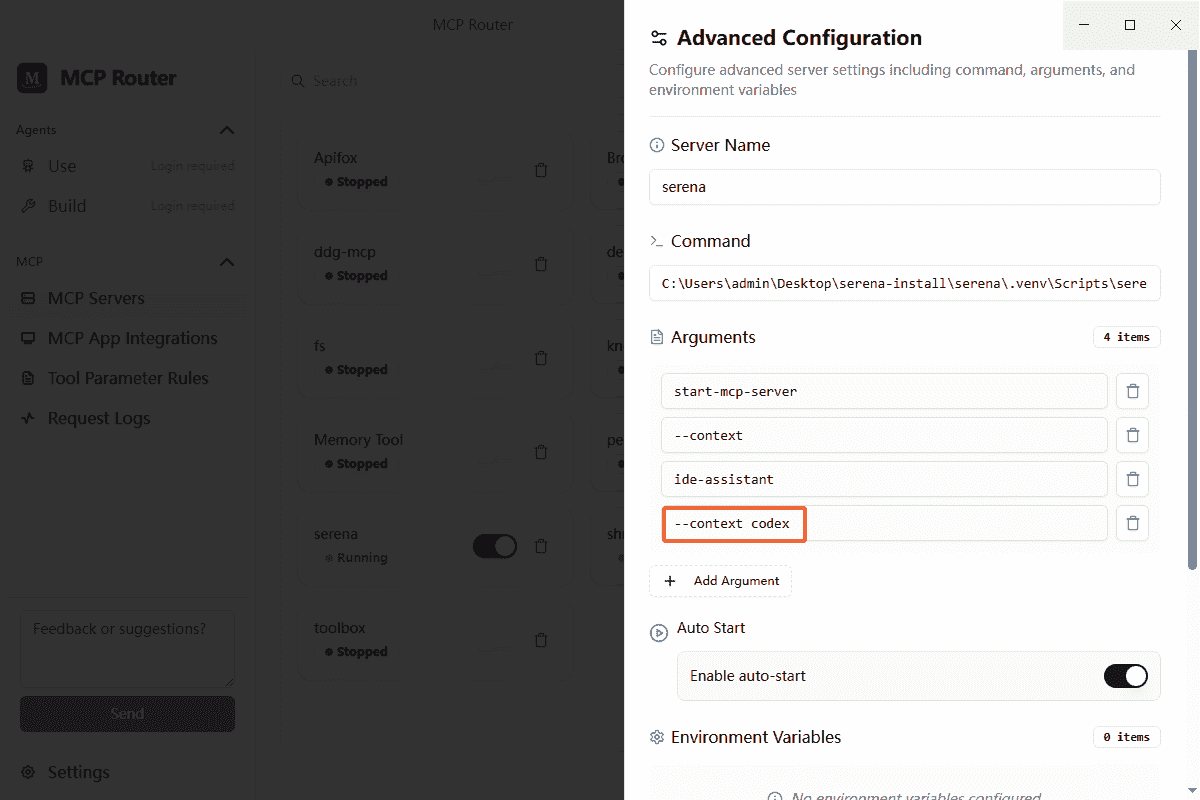 MCP Router
MCP Router
Search
Agents
Use
Login required
Build
Login required
MCP
MCP Servers
MCP App Integrations
Tool Parameter Rules
Request Logs
Feedback or suggestions?
Send
Settings
Apifox
Stopped
ddg-mcp
Stopped
fs
Stopped
Memory Tool
Stopped
serena
Running
toolbox
Stopped
Advanced Configuration
Configure advanced server settings including command, arguments, and
environment variables
Server Name
serena
Command
C:\Users\admin\Desktop\serena-install\serena\.venv\Scripts\sere
Arguments
4 items
start-mcp-server
--context
ide-assistant
--context codex
Add Argument
Auto Start
Enable auto-start
Environment Variables
0 items
No environment variables configured